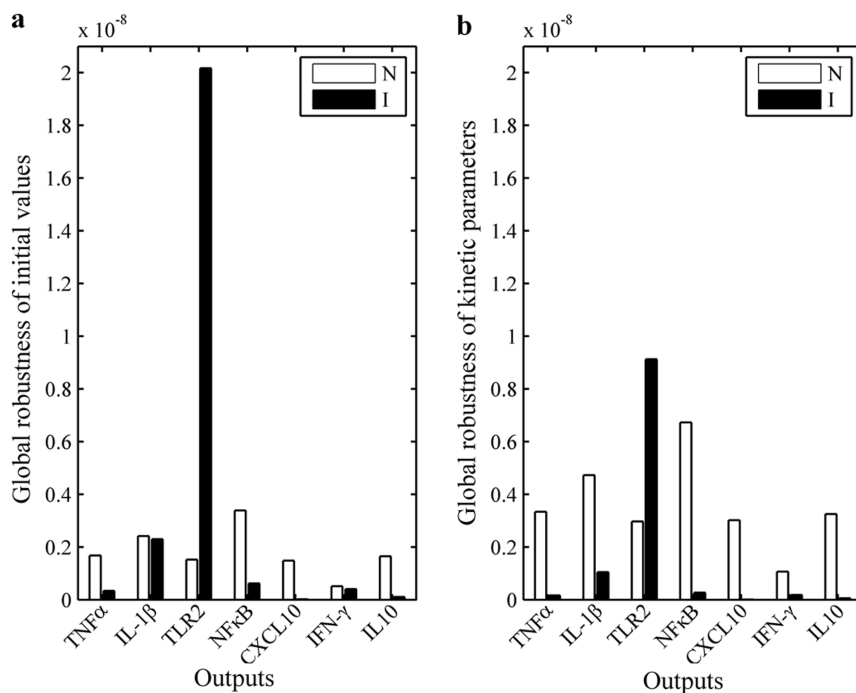 a
x 10⁻⁸
Global robustness of initial values
2
1.8
1.6
1.4
1.2
1
0.8
0.6
0.4
0.2
0
N
I
TNFα
IL-1β
TLR2
NFκB
CXCL10
IFN-γ
IL10
Outputs
b
x 10⁻⁸
Global robustness of kinetic parameters
2
1.8
1.6
1.4
1.2
1
0.8
0.6
0.4
0.2
0
N
I
TNFα
IL-1β
TLR2
NFκB
CXCL10
IFN-γ
IL10
Outputs